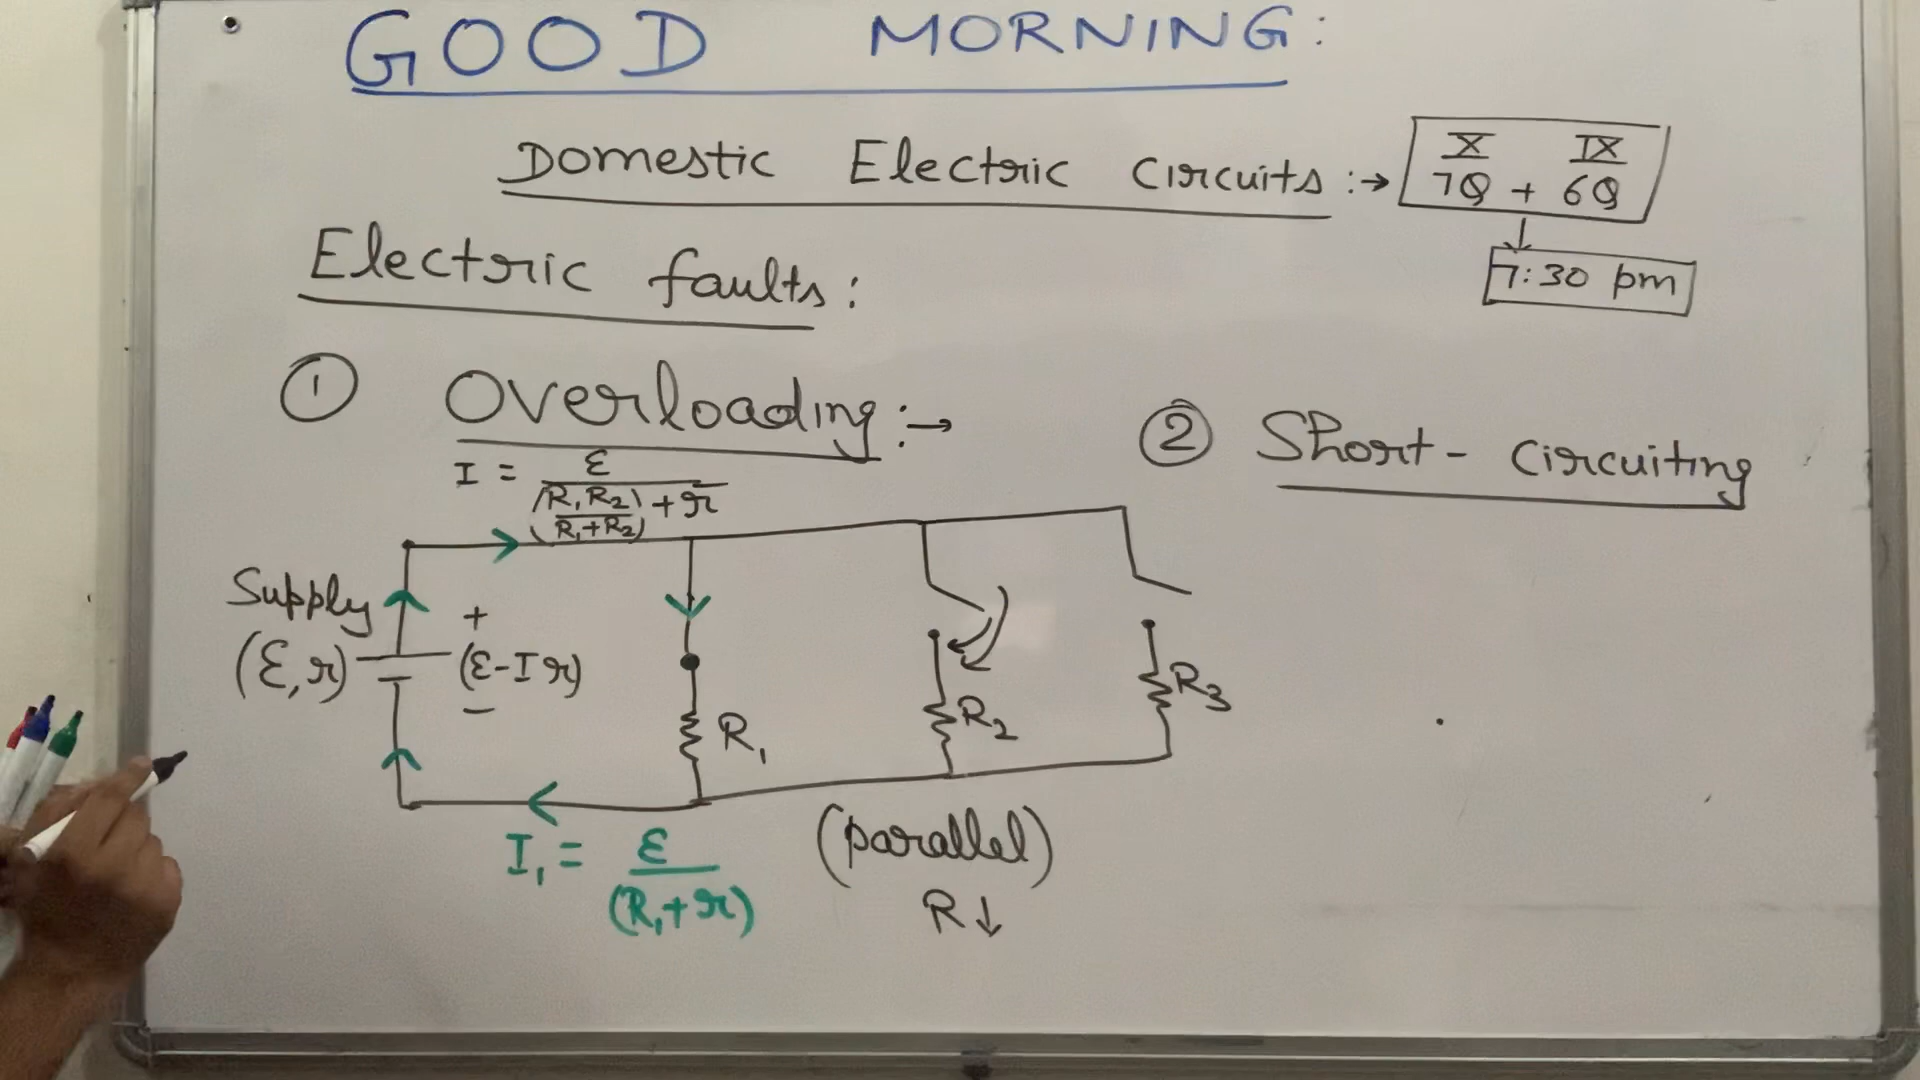 GOOD MORNING:
Domestic Electric Circuits :→
X IX
7Q + 6Q
7:30 pm
Electric faults:
① Overloading:→
② Short- circuiting
I = ε / ((R₁R₂ / R₁+R₂) + r)
Supply
(ε, r)
+
(ε-Ir)
−
R₁
R₂
R₃
I₁ = ε / (R₁+r)
(parallel)
R↓